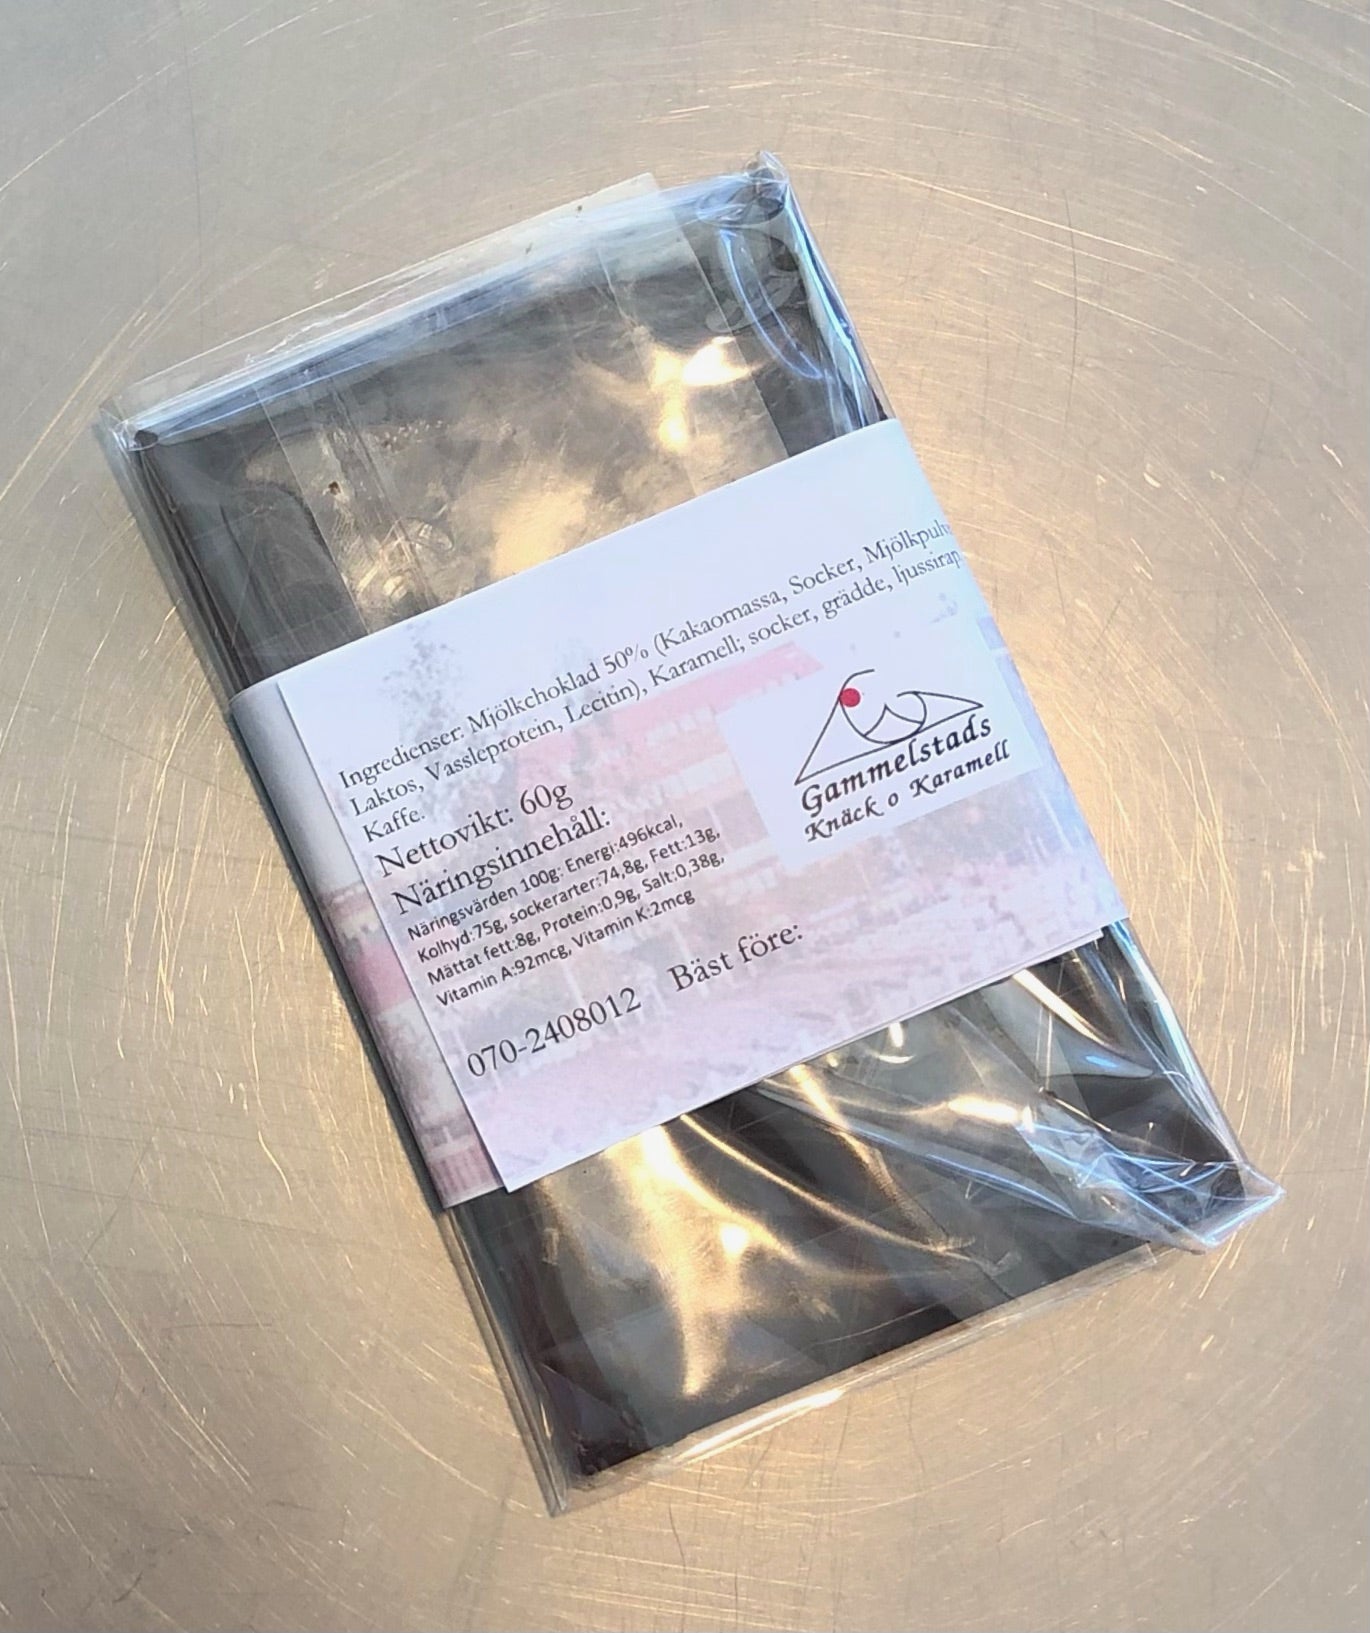 Ingredienser: Mjölkchoklad 50% (Kakaomassa, Socker, Mjölkpulv
Laktos, Vassleprotein, Lecitin), Karamell; socker, grädde, ljussirap
Kaffe.
Nettovikt: 60g
Näringsinnehåll:
Näringsvärden 100g: Energi:496kcal,
Kolhyd:75g, sockerarter:74,8g, Fett:13g,
Mättat fett:8g, Protein:0,9g, Salt:0,38g,
Vitamin A:92mcg, Vitamin K:2mcg
070-2408012 Bäst före:
Gammelstads
Knäck o Karamell